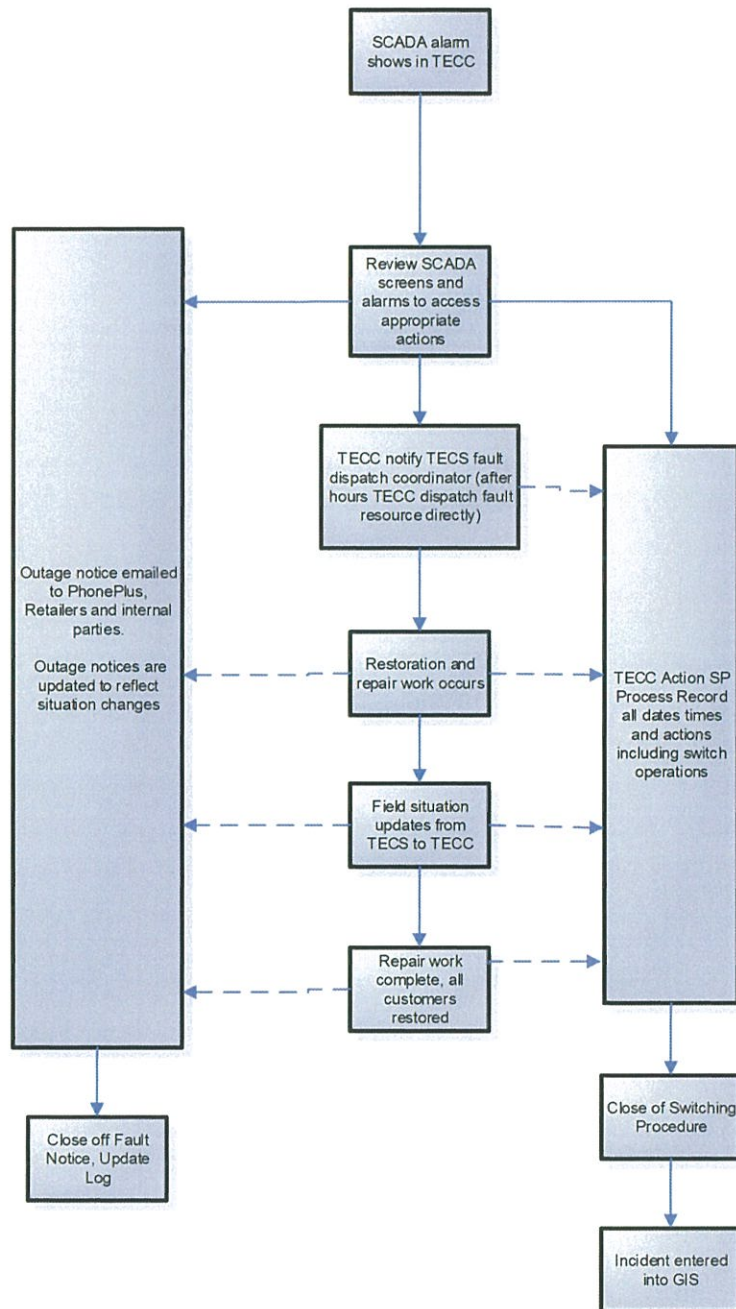 SCADA alarm
shows in TECC
Review SCADA
screens and
alarms to access
appropriate
actions
TECC notify TECS fault
dispatch coordinator (after
hours TECC dispatch fault
resource directly)
Outage notice emailed
to PhonePlus,
Retailers and internal
parties.
Outage notices are
updated to reflect
situation changes
Restoration and
repair work occurs
TECC Action SP
Process Record
all dates times
and actions
including switch
operations
Field situation
updates from
TECS to TECC
Repair work
complete, all
customers
restored
Close off Fault
Notice, Update
Log
Close of Switching
Procedure
Incident entered
into GIS